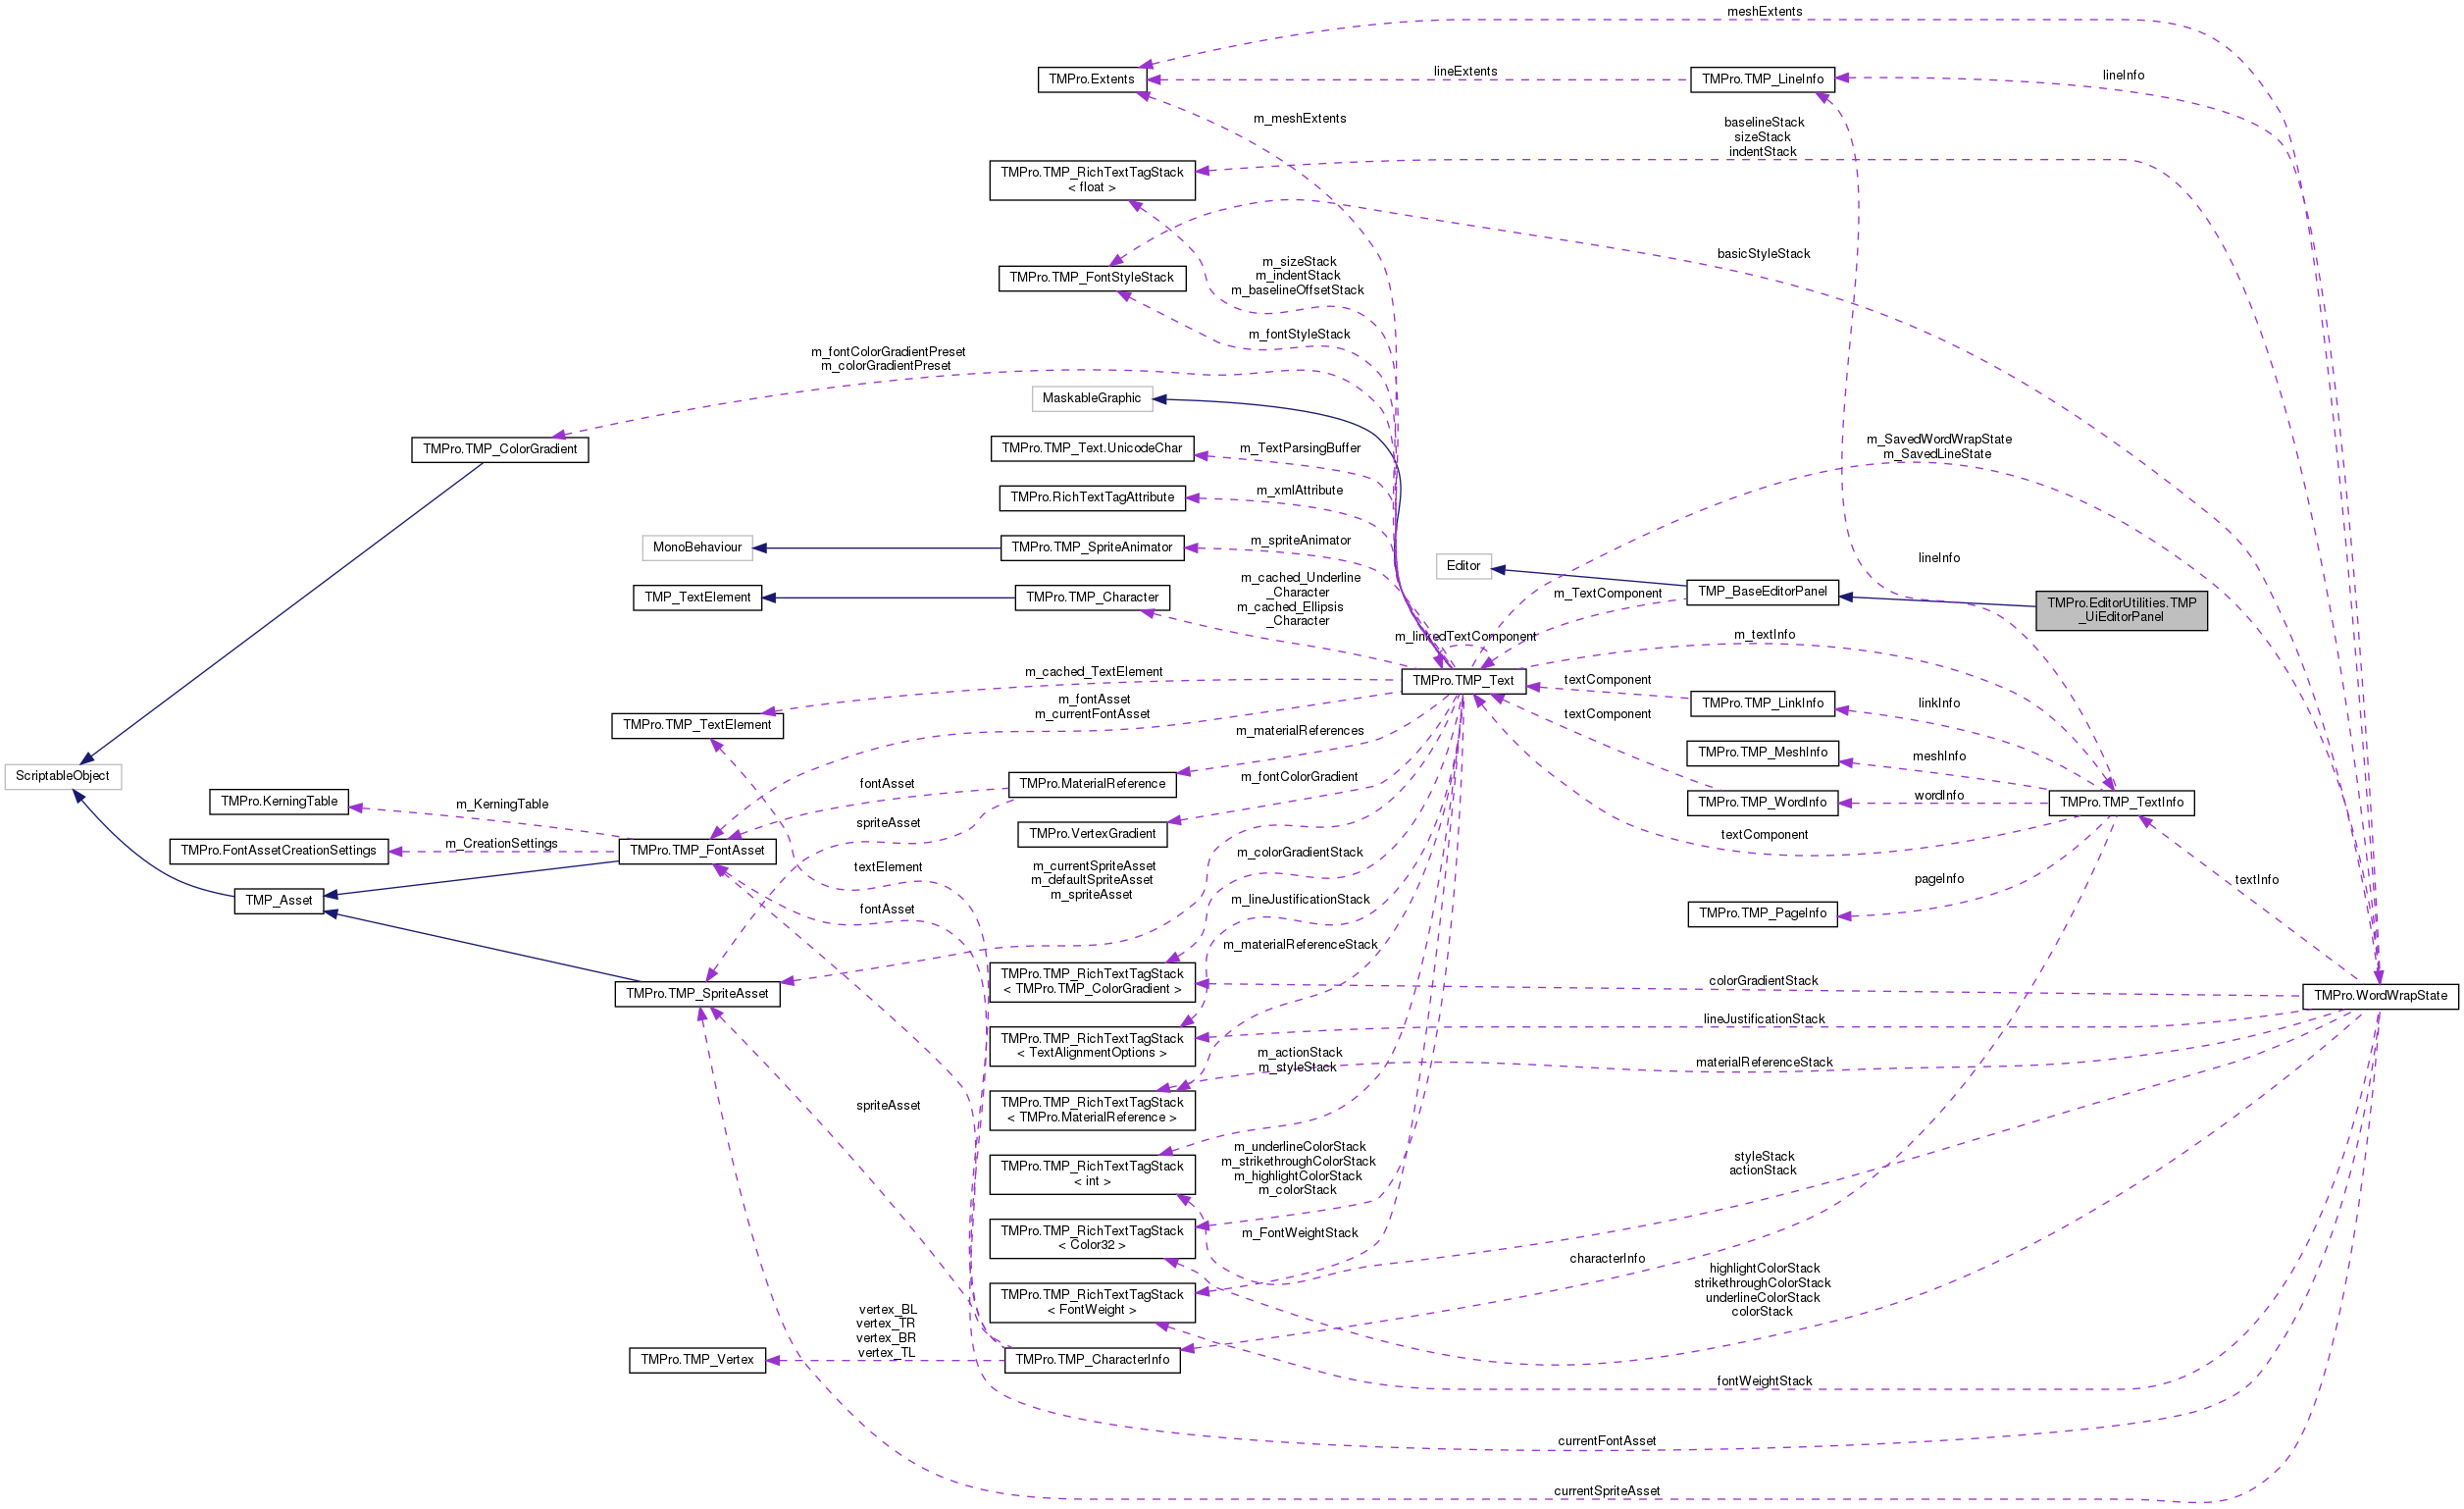 meshExtents
TMPro.Extents
lineExtents
TMPro.TMP_LineInfo
lineInfo
m_meshExtents
baselineStack
sizeStack
indentStack
TMPro.TMP_RichTextTagStack
< float >
m_sizeStack
m_indentStack
m_baselineOffsetStack
basicStyleStack
TMPro.TMP_FontStyleStack
m_fontStyleStack
m_fontColorGradientPreset
m_colorGradientPreset
MaskableGraphic
TMPro.TMP_ColorGradient
TMPro.TMP_Text.UnicodeChar
m_TextParsingBuffer
m_SavedWordWrapState
m_SavedLineState
TMPro.RichTextTagAttribute
m_xmlAttribute
MonoBehaviour
TMPro.TMP_SpriteAnimator
m_spriteAnimator
Editor
lineInfo
TMP_TextElement
TMPro.TMP_Character
m_cached_Underline
_Character
m_cached_Ellipsis
_Character
m_TextComponent
TMP_BaseEditorPanel
TMPro.EditorUtilities.TMP
_UiEditorPanel
m_linkedTextComponent
m_textInfo
m_cached_TextElement
TMPro.TMP_Text
textComponent
TMPro.TMP_LinkInfo
linkInfo
m_fontAsset
m_currentFontAsset
TMPro.TMP_TextElement
textComponent
m_materialReferences
TMPro.TMP_MeshInfo
meshInfo
ScriptableObject
fontAsset
TMPro.MaterialReference
m_fontColorGradient
TMPro.KerningTable
m_KerningTable
TMPro.TMP_WordInfo
wordInfo
TMPro.TMP_TextInfo
spriteAsset
TMPro.VertexGradient
textComponent
TMPro.FontAssetCreationSettings
m_CreationSettings
TMPro.TMP_FontAsset
textElement
m_currentSpriteAsset
m_defaultSpriteAsset
m_spriteAsset
m_colorGradientStack
pageInfo
textInfo
TMP_Asset
fontAsset
m_lineJustificationStack
TMPro.TMP_PageInfo
m_materialReferenceStack
TMPro.TMP_SpriteAsset
TMPro.TMP_RichTextTagStack
< TMPro.TMP_ColorGradient >
colorGradientStack
TMPro.WordWrapState
TMPro.TMP_RichTextTagStack
< TextAlignmentOptions >
lineJustificationStack
m_actionStack
m_styleStack
materialReferenceStack
spriteAsset
TMPro.TMP_RichTextTagStack
< TMPro.MaterialReference >
m_underlineColorStack
m_strikethroughColorStack
m_highlightColorStack
m_colorStack
styleStack
actionStack
TMPro.TMP_RichTextTagStack
< int >
TMPro.TMP_RichTextTagStack
< Color32 >
m_FontWeightStack
characterInfo
highlightColorStack
strikethroughColorStack
underlineColorStack
colorStack
TMPro.TMP_RichTextTagStack
< FontWeight >
vertex_BL
vertex_TR
vertex_BR
vertex_TL
TMPro.TMP_Vertex
TMPro.TMP_CharacterInfo
fontWeightStack
currentFontAsset
currentSpriteAsset